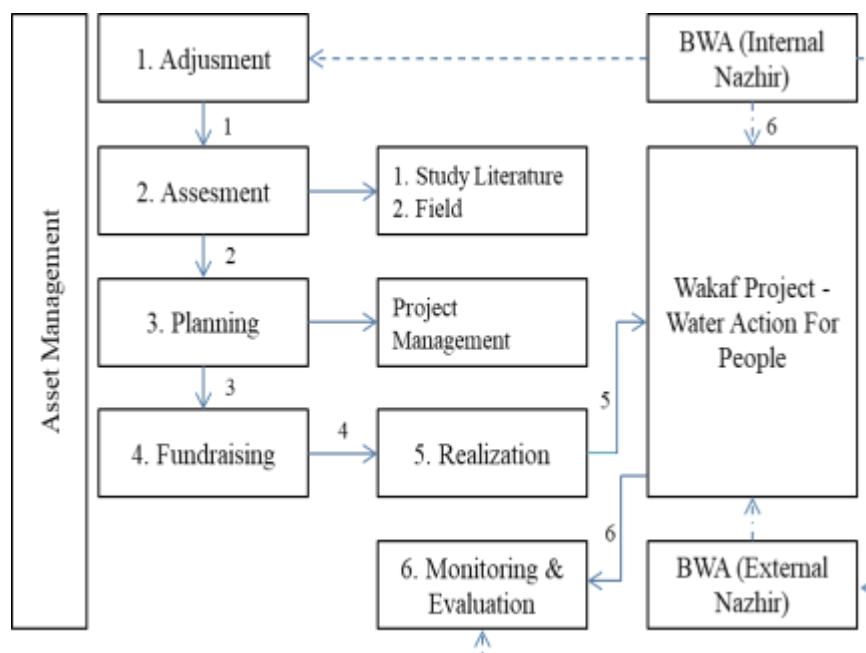 Asset Management
1. Adjusment
BWA (Internal
Nazhir)
1
6
2. Assesment
1. Study Literature
2. Field
2
3. Planning
Project
Management
Wakaf Project -
Water Action For
People
3
5
4. Fundraising
4
5. Realization
6
6. Monitoring &
Evaluation
BWA (External
Nazhir)